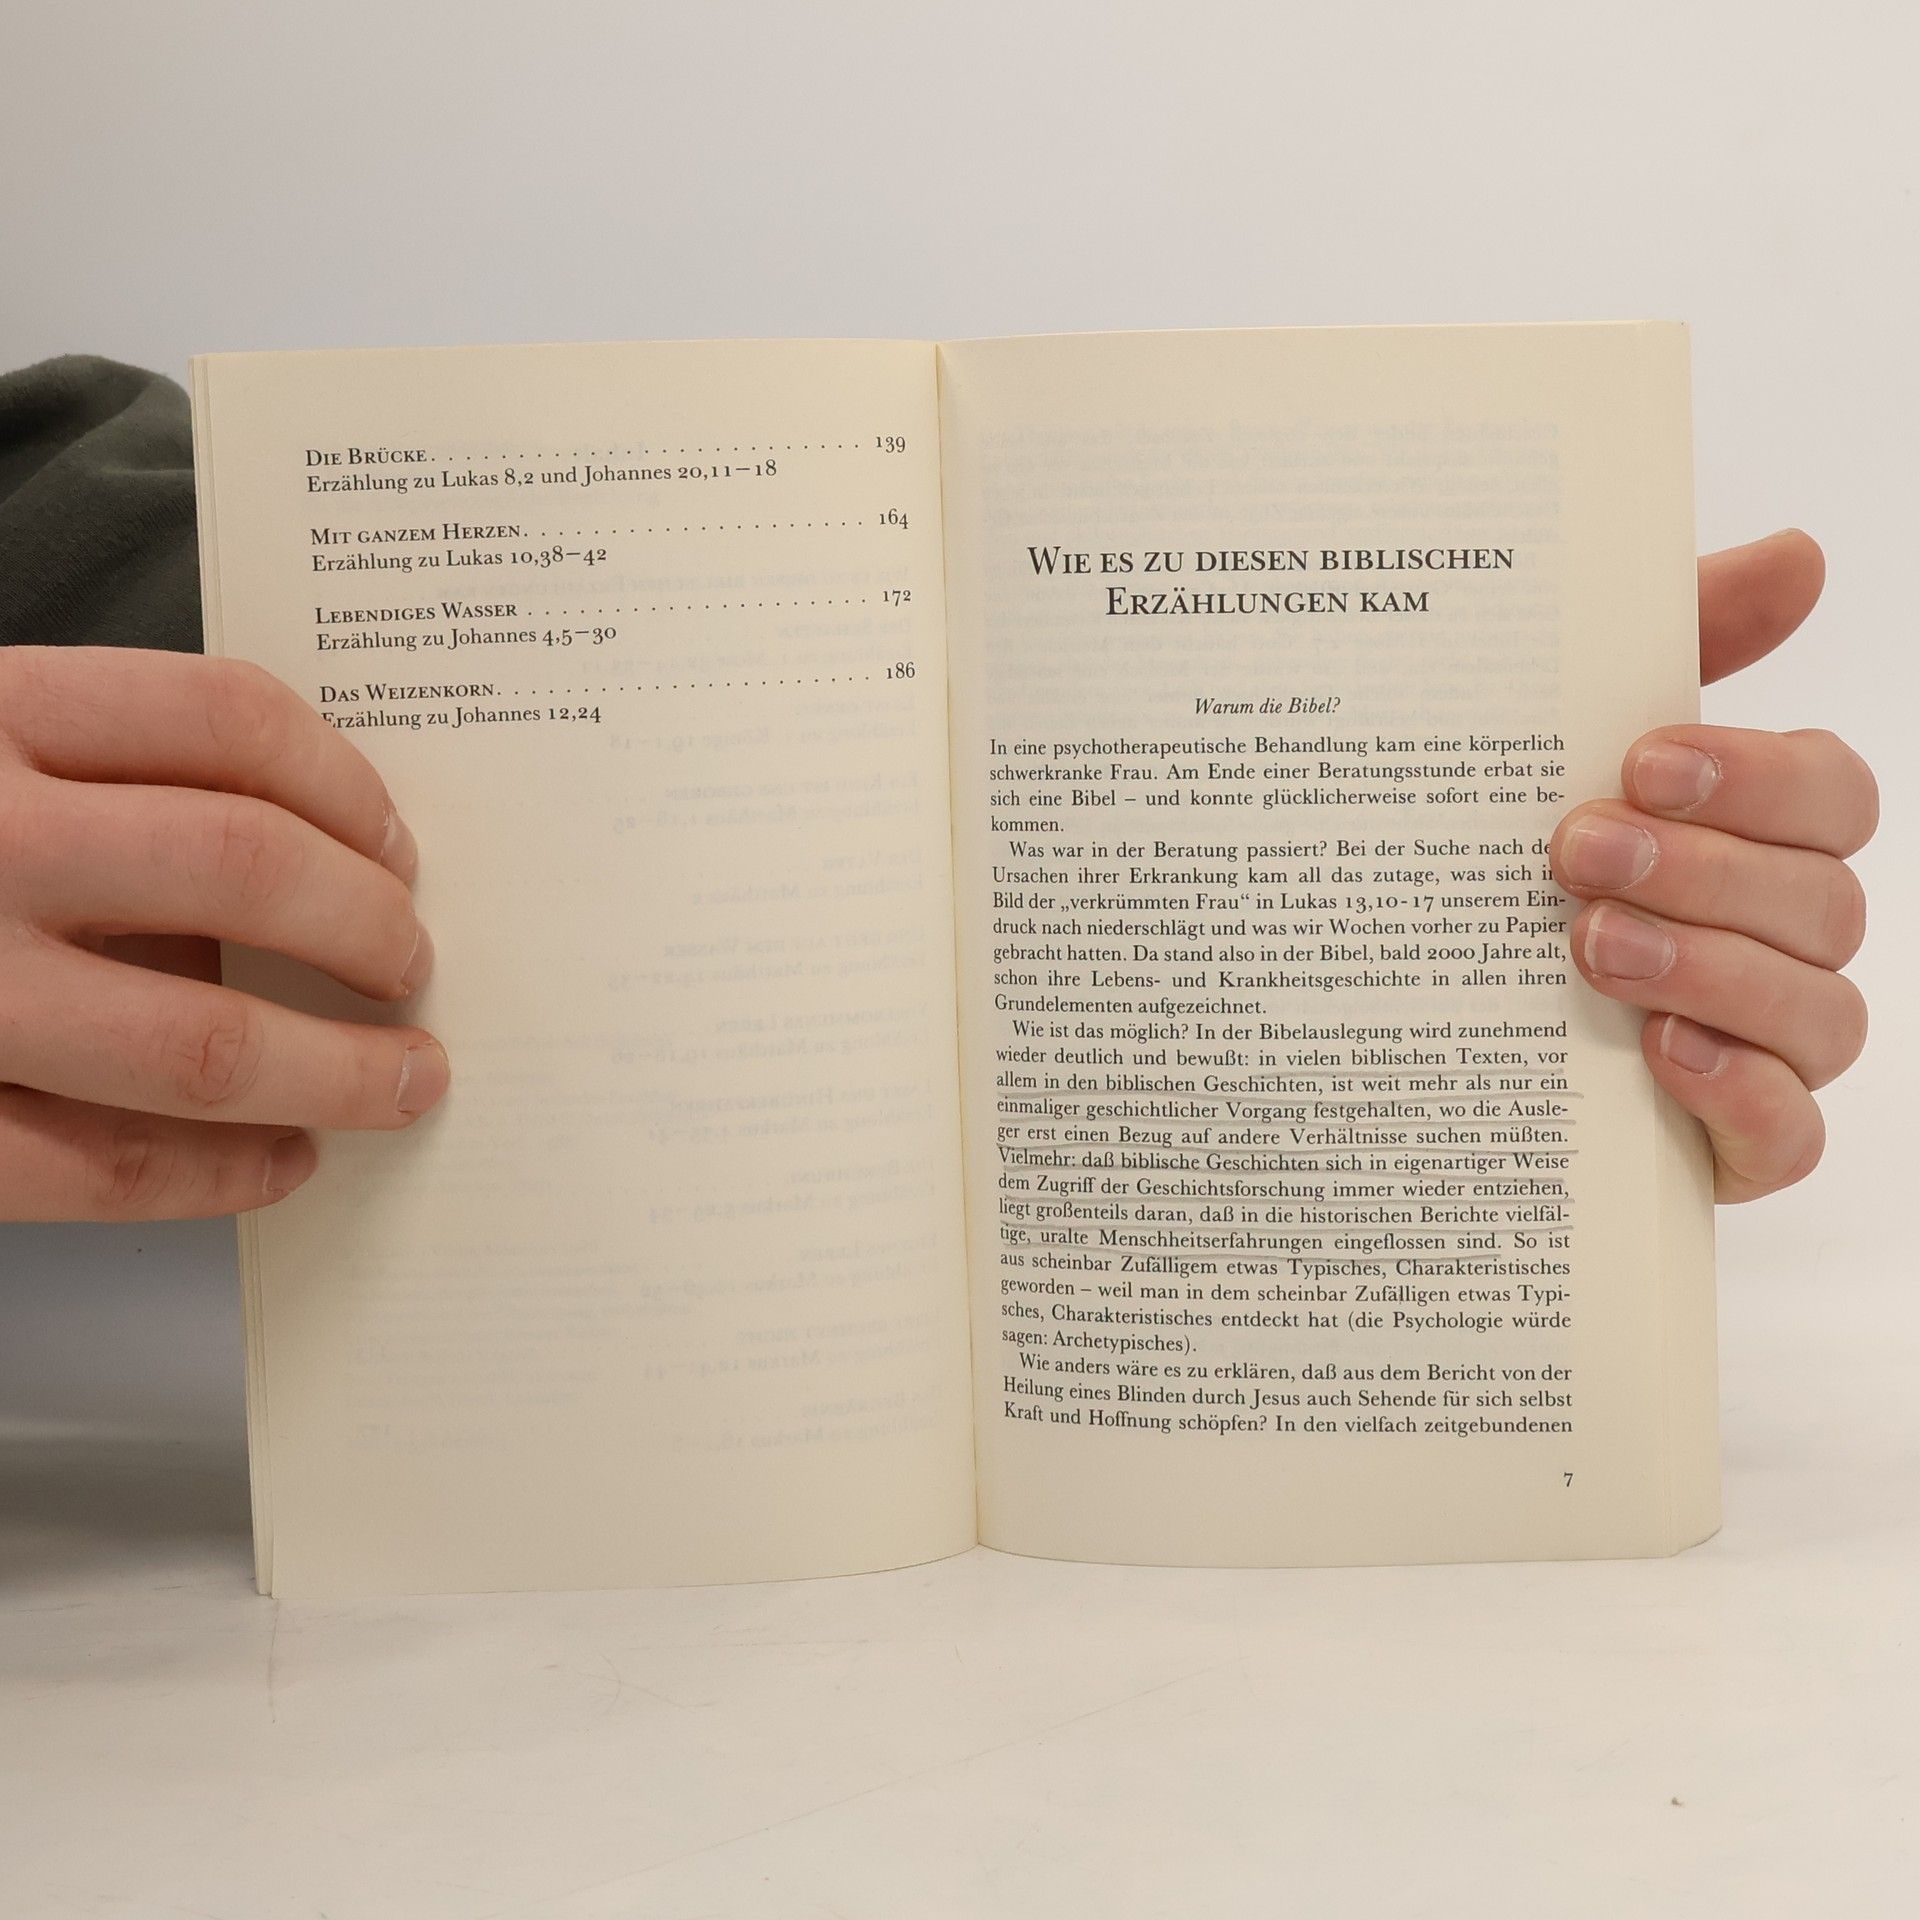 DIE BRÜCKE. . . . . . . . . . . . . . . . . . . . . . . . 139
Erzählung zu Lukas 8,2 und Johannes 20,11–18
MIT GANZEM HERZEN. . . . . . . . . . . . . . . . . . . 164
Erzählung zu Lukas 10,38–42
LEBENDIGES WASSER . . . . . . . . . . . . . . . . . . . 172
Erzählung zu Johannes 4,5–30
DAS WEIZENKORN. . . . . . . . . . . . . . . . . . . . . 186
Erzählung zu Johannes 12,24
WIE ES ZU DIESEN BIBLISCHEN
ERZÄHLUNGEN KAM
Warum die Bibel?
In eine psychotherapeutische Behandlung kam eine körperlich
schwerkranke Frau. Am Ende einer Beratungsstunde erbat sie
sich eine Bibel – und konnte glücklicherweise sofort eine be-
kommen.
Was war in der Beratung passiert? Bei der Suche nach
Ursachen ihrer Erkrankung kam all das zutage, was sich
Bild der „verkrümmten Frau“ in Lukas 13,10-17 unserem Ein-
druck nach niederschlägt und was wir Wochen vorher zu Papier
gebracht hatten. Da stand also in der Bibel, bald 2000 Jahre alt,
schon ihre Lebens- und Krankheitsgeschichte in allen ihren
Grundelementen aufgezeichnet.
Wie ist das möglich? In der Bibelauslegung wird zunehmend
wieder deutlich und bewußt: in vielen biblischen Texten, vor
allem in den biblischen Geschichten, ist weit mehr als nur ein
einmaliger geschichtlicher Vorgang festgehalten, wo die Ausle-
ger erst einen Bezug auf andere Verhältnisse suchen müßten.
Vielmehr: daß biblische Geschichten sich in eigenartiger Weise
dem Zugriff der Geschichtsforschung immer wieder entziehen,
liegt großenteils daran, daß in die historischen Berichte vielfäl-
tige, uralte Menschheitserfahrungen eingeflossen sind. So ist
aus scheinbar Zufälligem etwas Typisches, Charakteristisches
geworden – weil man in dem scheinbar Zufälligen etwas Typi-
sches, Charakteristisches entdeckt hat (die Psychologie würde
sagen: Archetypisches).
Wie anders wäre es zu erklären, daß aus dem Bericht von der
Heilung eines Blinden durch Jesus auch Sehende für sich selbst
Kraft und Hoffnung schöpfen? In den vielfach zeitgebundenen
7